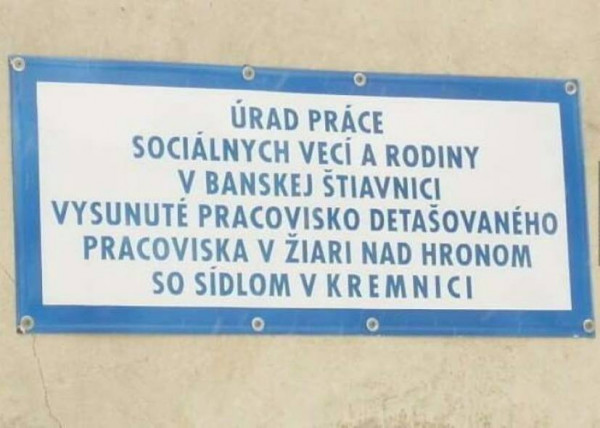 ÚRAD PRÁCE
SOCIÁLNYCH VECÍ A RODINY
V BANSKEJ ŠTIAVNICI
VYSUNUTÉ PRACOVISKO DETAŠOVANÉHO
PRACOVISKA V ŽIARI NAD HRONOM
SO SÍDLOM V KREMNICI